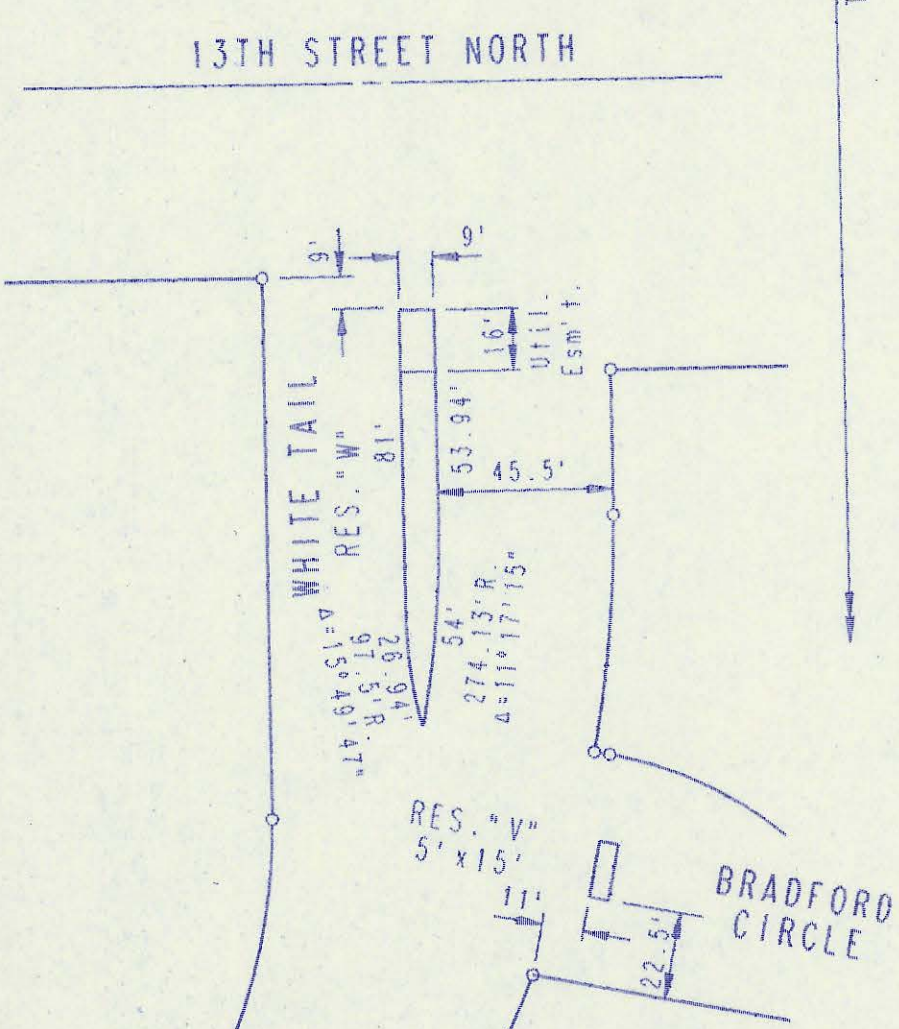 13TH STREET NORTH
9'
9'
16'
Util.
Esm't.
WHITE TAIL
RES. "W"
81'
53.94'
45.5'
54'
274.13'R.
Δ=11°17'15"
26.94'
97.5'R.
Δ=15°49'47"
RES. "V"
5'x15'
11'
22.5'
BRADFORD
CIRCLE